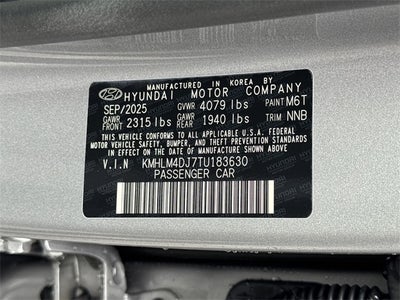 MANUFACTURED IN KOREA BY
HYUNDAI MOTOR COMPANY
SEP/2025 GVWR 4079 lbs PAINT M6T
GAWR FRONT 2315 lbs GAWR REAR 1940 lbs TRIM NNB
THIS VEHICLE CONFORMS TO ALL APPLICABLE U.S.A. FEDERAL
MOTOR VEHICLE SAFETY, BUMPER, AND THEFT PREVENTION
STANDARDS IN EFFECT ON THE DATE OF MANUFACTURE
SHOWN ABOVE.
V.I.N KMHLM4DJ7TU183630
PASSENGER CAR